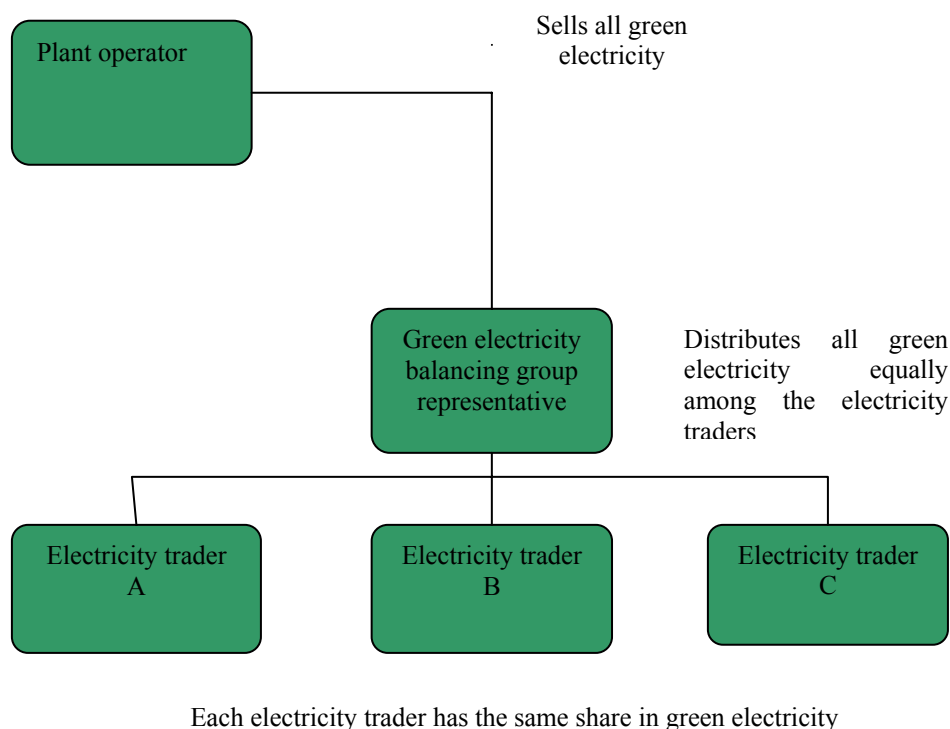 Plant operator
Sells all green
electricity
Green electricity
balancing group
representative
Distributes all green
electricity equally
among the electricity
traders
Electricity trader
A
Electricity trader
B
Electricity trader
C
Each electricity trader has the same share in green electricity